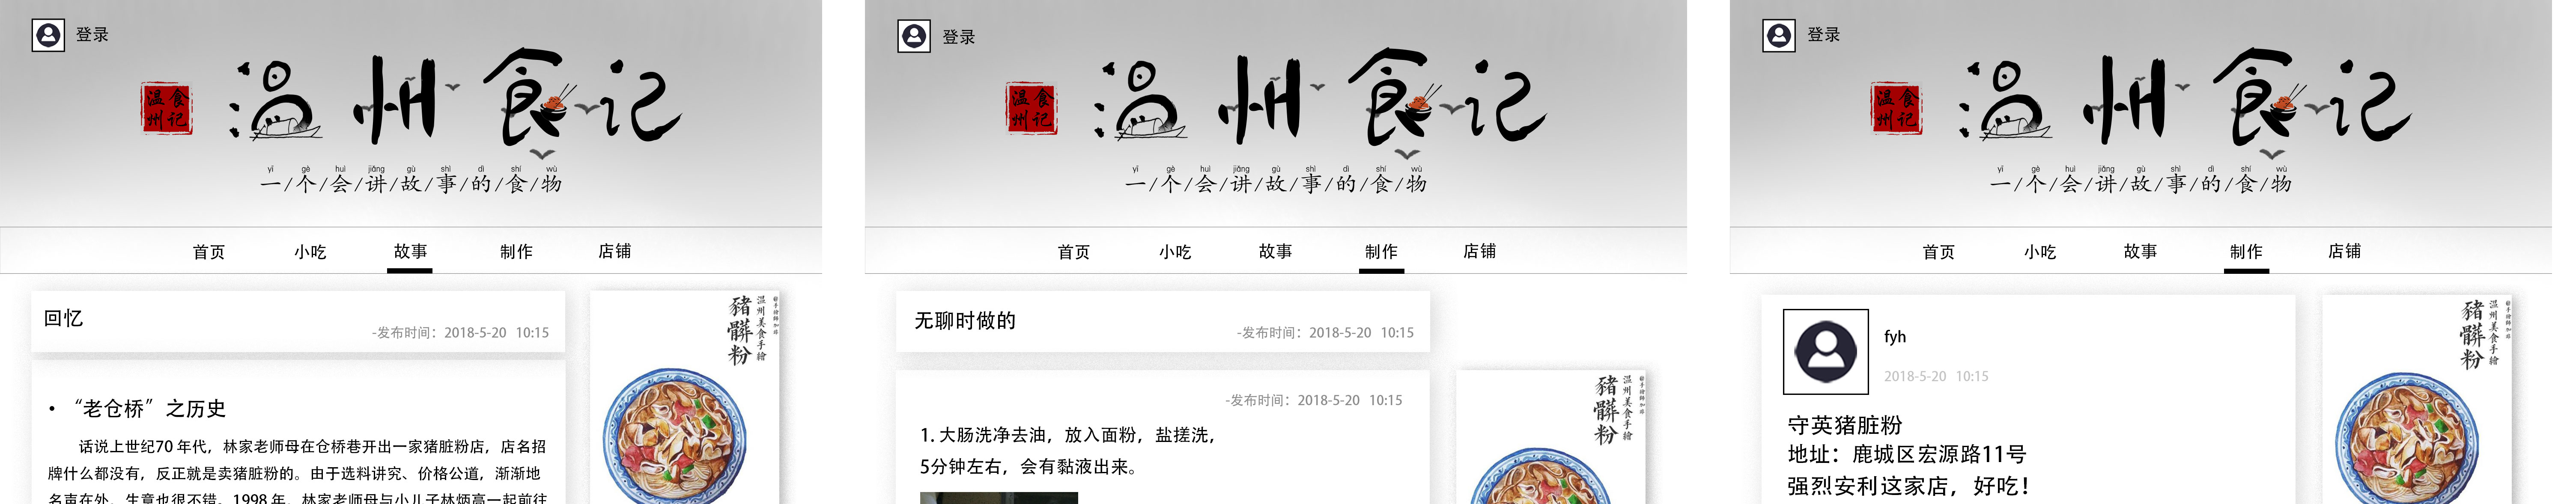 登录
温州食记
温州食记
yī gè huì jiǎng gù shì dì shí wù
一/个/会/讲/故/事/的/食/物
首页 小吃 故事 制作 店铺
回忆
-发布时间：2018-5-20 10:15
• “老仓桥”之历史
话说上世纪70 年代，林家老师母在仓桥巷开出一家猪脏粉店，店名招
牌什么都没有，反正就是卖猪脏粉的。由于选料讲究、价格公道，渐渐地
名声在外，生意也很不错。1998 年，林家老师母与小儿子林炳高一起前往
豬髒粉
温州美食手繪
登录
温州食记
温州食记
yī gè huì jiǎng gù shì dì shí wù
一/个/会/讲/故/事/的/食/物
首页 小吃 故事 制作 店铺
无聊时做的
-发布时间：2018-5-20 10:15
-发布时间：2018-5-20 10:15
1. 大肠洗净去油，放入面粉，盐搓洗，
5分钟左右，会有黏液出来。
豬髒粉
温州美食手繪
登录
温州食记
温州食记
yī gè huì jiǎng gù shì dì shí wù
一/个/会/讲/故/事/的/食/物
首页 小吃 故事 制作 店铺
fyh
2018-5-20 10:15
守英猪脏粉
地址：鹿城区宏源路11号
强烈安利这家店，好吃！
豬髒粉
温州美食手繪